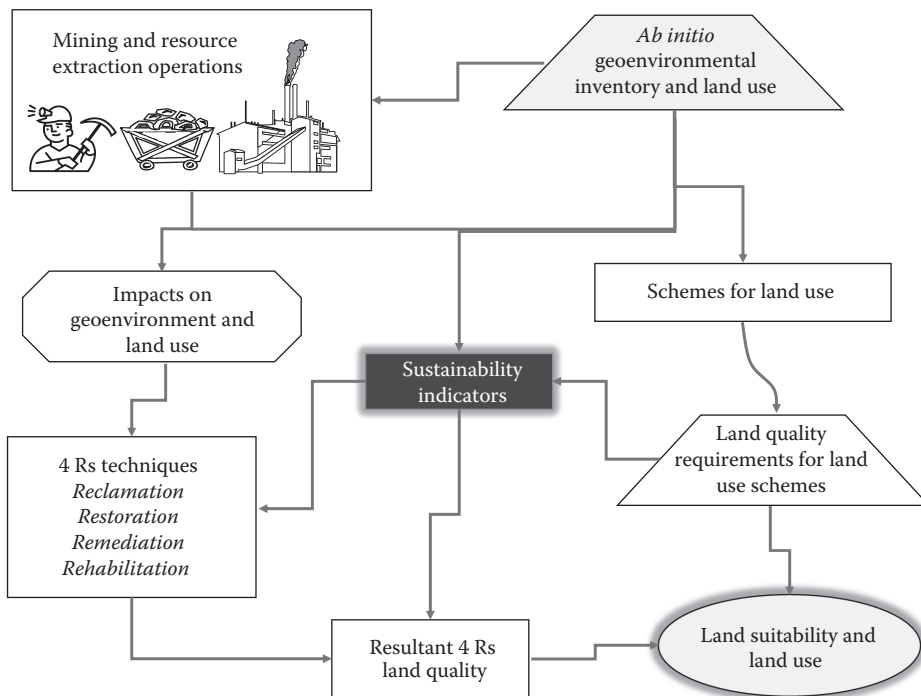 Mining and resource
extraction operations
Ab initio
geoenvironmental
inventory and land use
Impacts on
geoenvironment and
land use
Schemes for land use
Sustainability
indicators
4 Rs techniques
Reclamation
Restoration
Remediation
Rehabilitation
Land quality
requirements for land
use schemes
Resultant 4 Rs
land quality
Land suitability and
land use